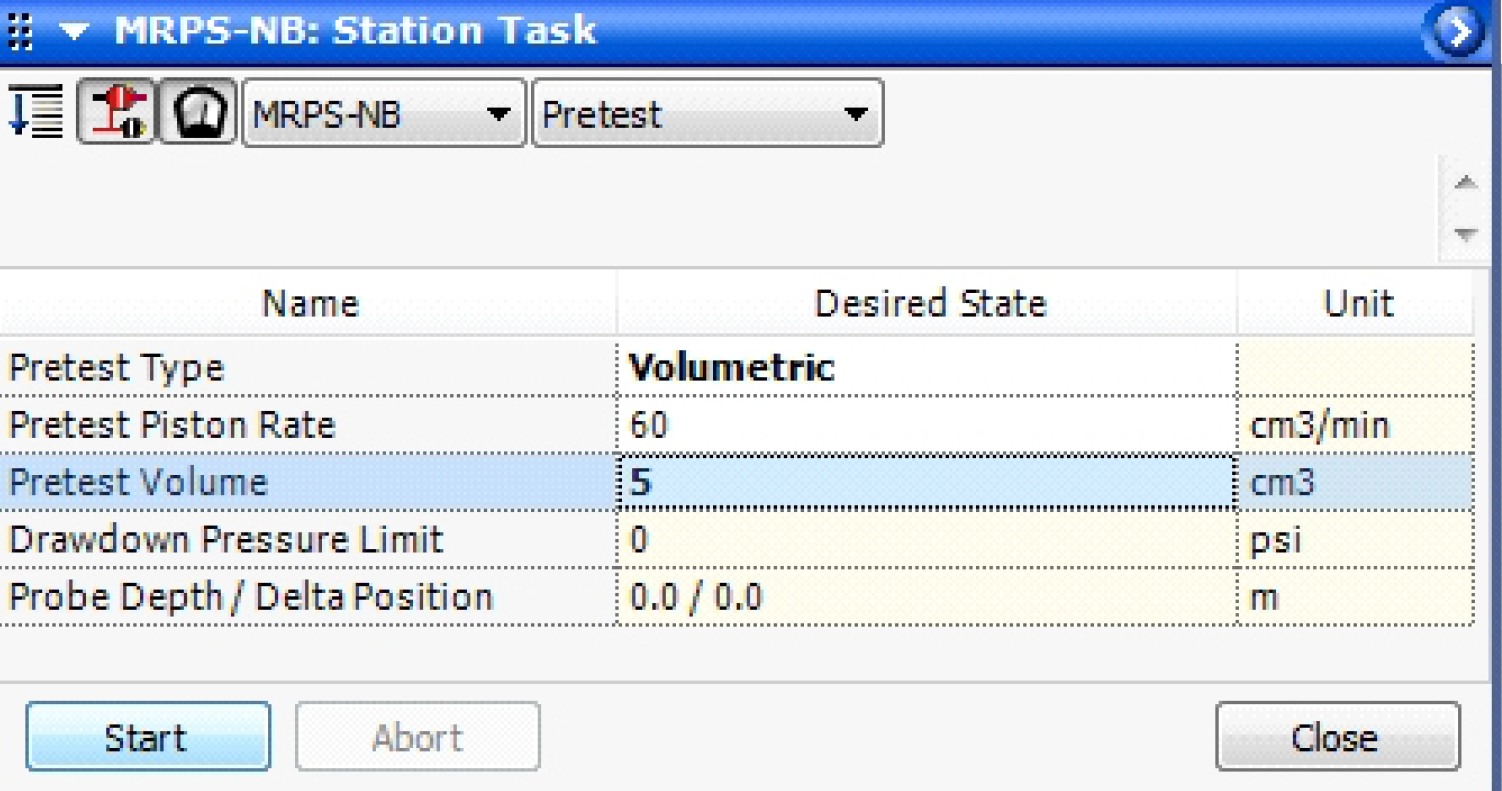 MRPS-NB: Station Task
MRPS-NB Pretest
Name Desired State Unit
Pretest Type Volumetric
Pretest Piston Rate 60 cm3/min
Pretest Volume 5 cm3
Drawdown Pressure Limit 0 psi
Probe Depth / Delta Position 0.0 / 0.0 m
Start Abort Close